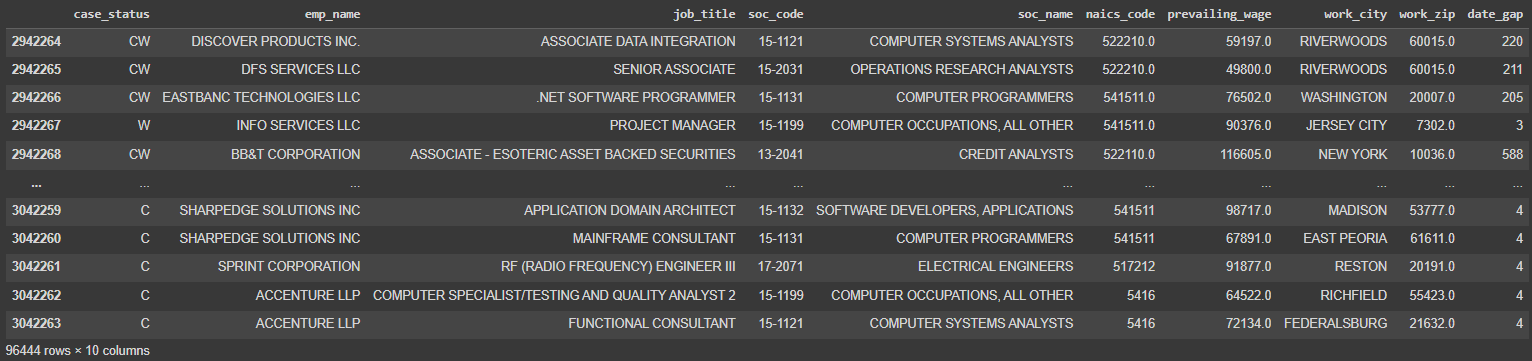 case_status emp_name job_title soc_code soc_name naics_code prevailing_wage work_city work_zip date_gap
2942264 CW DISCOVER PRODUCTS INC. ASSOCIATE DATA INTEGRATION 15-1121 COMPUTER SYSTEMS ANALYSTS 522210.0 59197.0 RIVERWOODS 60015.0 220
2942265 CW DFS SERVICES LLC SENIOR ASSOCIATE 15-2031 OPERATIONS RESEARCH ANALYSTS 522210.0 49800.0 RIVERWOODS 60015.0 211
2942266 CW EASTBANC TECHNOLOGIES LLC .NET SOFTWARE PROGRAMMER 15-1131 COMPUTER PROGRAMMERS 541511.0 76502.0 WASHINGTON 20007.0 205
2942267 W INFO SERVICES LLC PROJECT MANAGER 15-1199 COMPUTER OCCUPATIONS, ALL OTHER 541511.0 90376.0 JERSEY CITY 7302.0 3
2942268 CW BB&T CORPORATION ASSOCIATE - ESOTERIC ASSET BACKED SECURITIES 13-2041 CREDIT ANALYSTS 522110.0 116605.0 NEW YORK 10036.0 588
... ... ... ... ... ... ... ... ... ... ...
3042259 C SHARPEDGE SOLUTIONS INC APPLICATION DOMAIN ARCHITECT 15-1132 SOFTWARE DEVELOPERS, APPLICATIONS 541511 98717.0 MADISON 53777.0 4
3042260 C SHARPEDGE SOLUTIONS INC MAINFRAME CONSULTANT 15-1131 COMPUTER PROGRAMMERS 541511 67891.0 EAST PEORIA 61611.0 4
3042261 C SPRINT CORPORATION RF (RADIO FREQUENCY) ENGINEER III 17-2071 ELECTRICAL ENGINEERS 517212 91877.0 RESTON 20191.0 4
3042262 C ACCENTURE LLP COMPUTER SPECIALIST/TESTING AND QUALITY ANALYST 2 15-1199 COMPUTER OCCUPATIONS, ALL OTHER 5416 64522.0 RICHFIELD 55423.0 4
3042263 C ACCENTURE LLP FUNCTIONAL CONSULTANT 15-1121 COMPUTER SYSTEMS ANALYSTS 5416 72134.0 FEDERALSBURG 21632.0 4
96444 rows × 10 columns